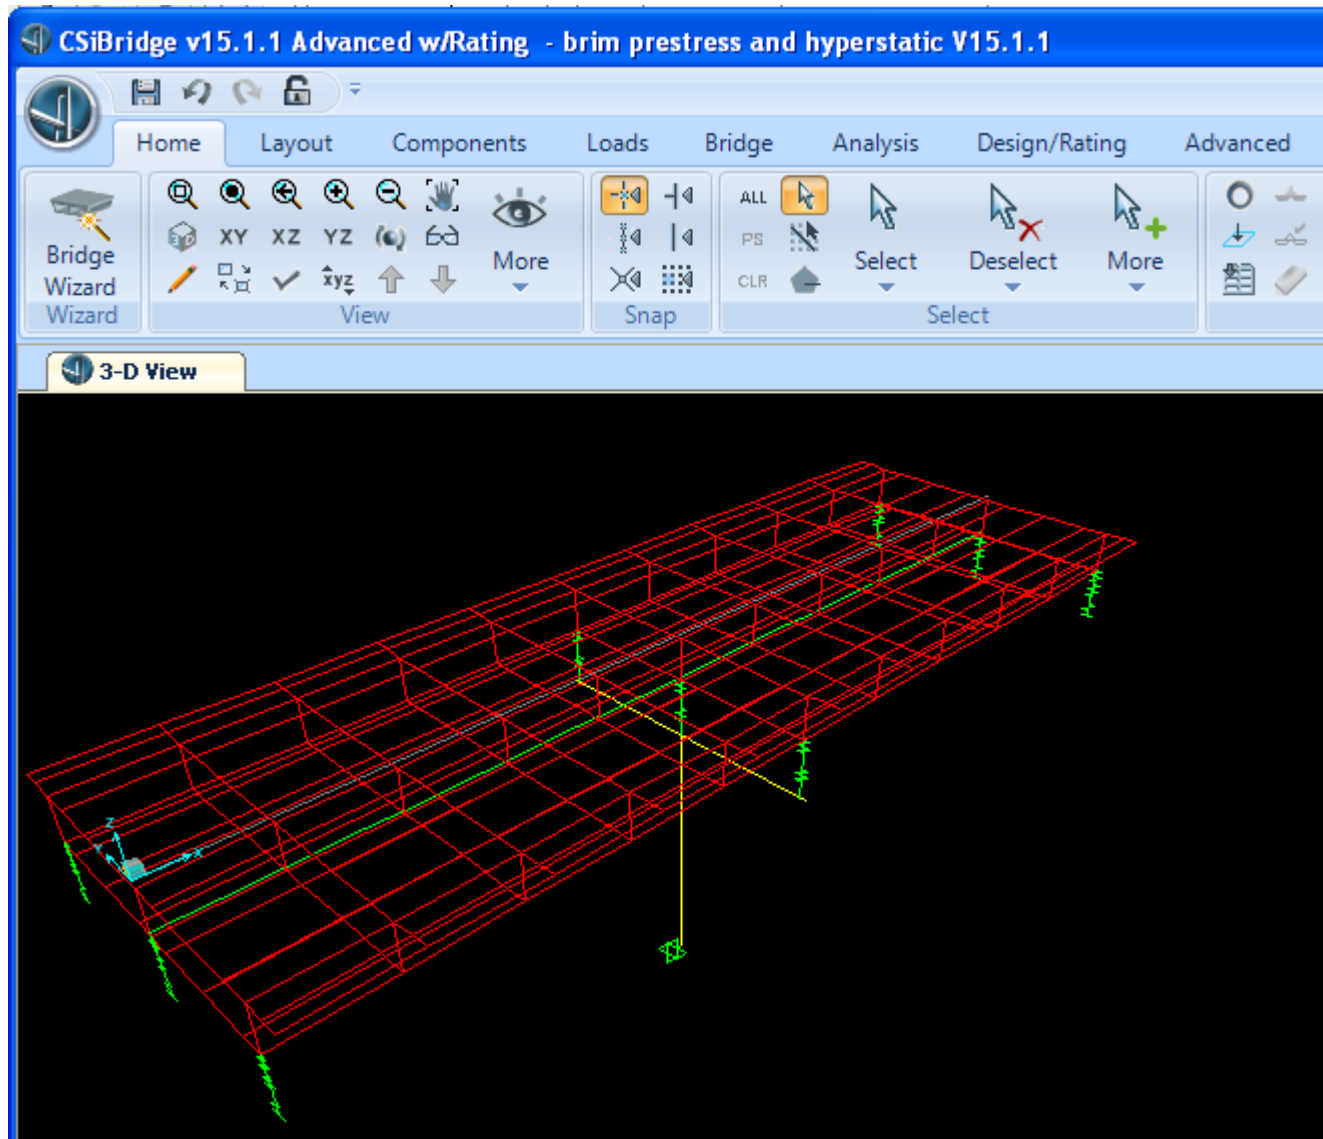 CSiBridge v15.1.1 Advanced w/Rating - brim prestress and hyperstatic V15.1.1
Home Layout Components Loads Bridge Analysis Design/Rating Advanced
ALL
XY XZ YZ PS
Bridge Wizard More Select Deselect More
xyz CLR
Wizard View Snap Select
3-D View
Z
Y X